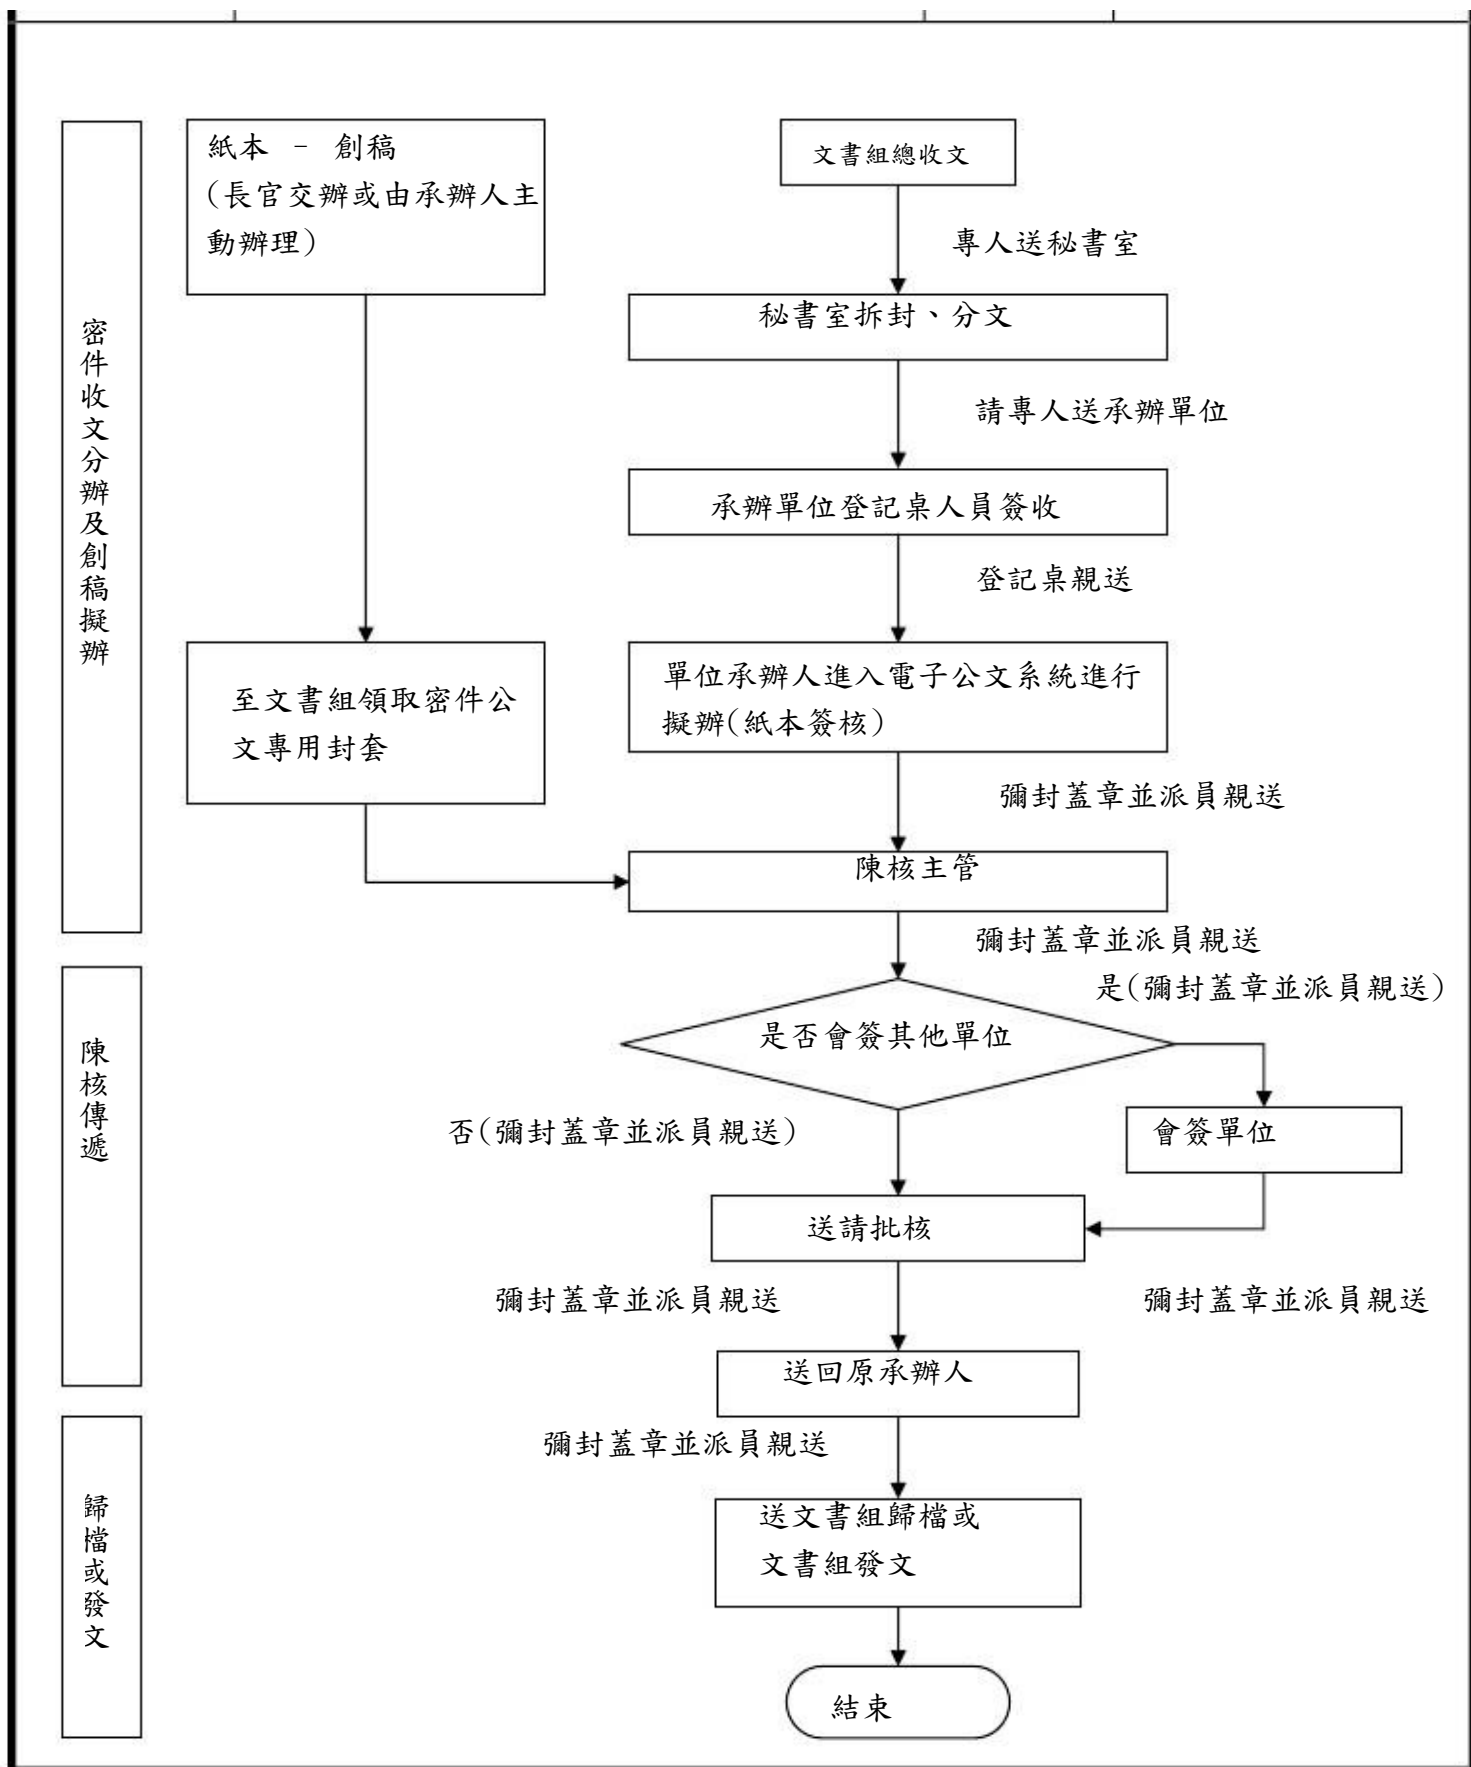 密件收文分辦及創稿擬辦
紙本 - 創稿
(長官交辦或由承辦人主
動辦理)
文書組總收文
專人送秘書室
秘書室拆封、分文
請專人送承辦單位
承辦單位登記桌人員簽收
登記桌親送
至文書組領取密件公
文專用封套
單位承辦人進入電子公文系統進行
擬辦(紙本簽核)
彌封蓋章並派員親送
陳核主管
彌封蓋章並派員親送
陳核傳遞
是(彌封蓋章並派員親送)
是否會簽其他單位
否(彌封蓋章並派員親送)
會簽單位
送請批核
彌封蓋章並派員親送
彌封蓋章並派員親送
送回原承辦人
彌封蓋章並派員親送
歸檔或發文
送文書組歸檔或
文書組發文
結束